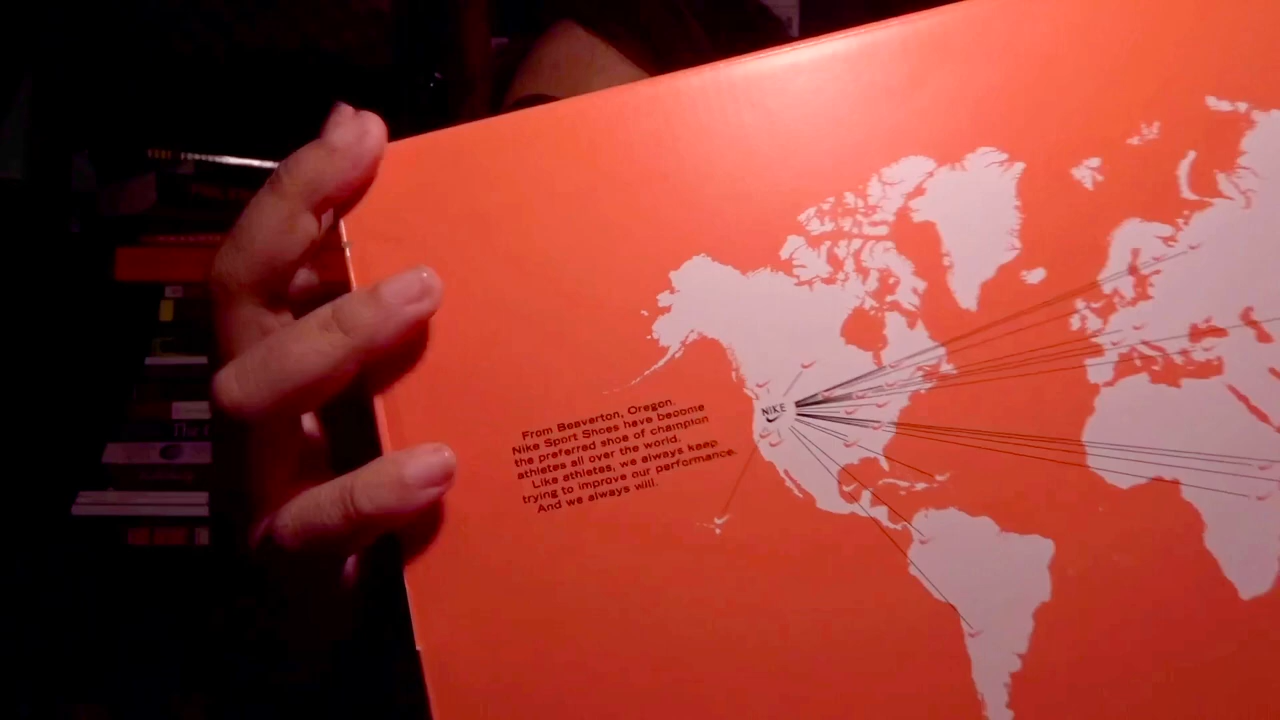 From Beaverton, Oregon.
Nike Sport Shoes have become
the preferred shoe of champion
athletes all over the world.
Like athletes, we always keep
trying to improve our performance.
And we always will.
NIKE
The